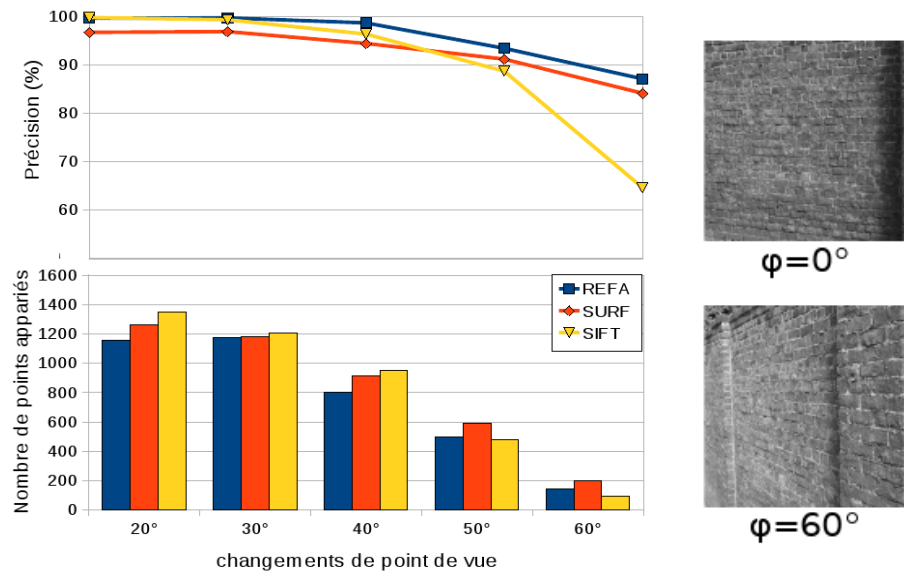 Précision (%)
100
90
80
70
60
Nombre de points appariés
1600
1400
1200
1000
800
600
400
200
0
REFA
SURF
SIFT
20°
30°
40°
50°
60°
changements de point de vue
φ=0°
φ=60°